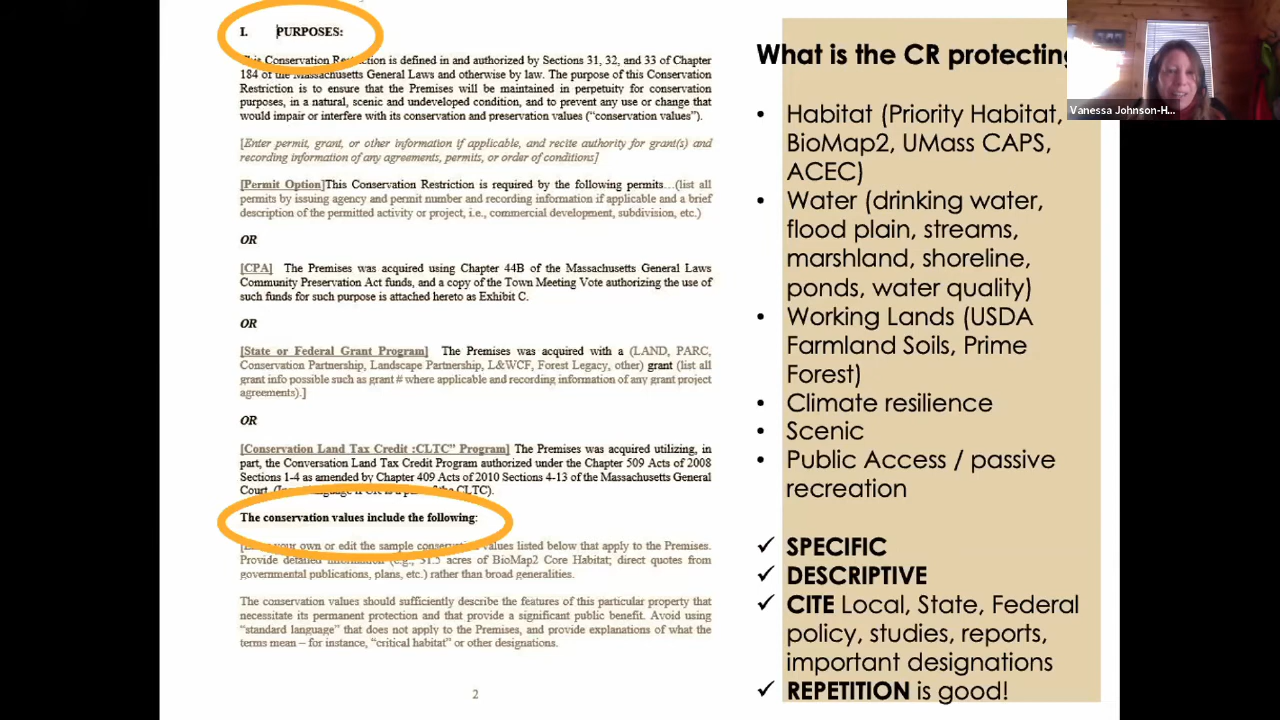 I. PURPOSES:
This Conservation Restriction is defined in and authorized by Sections 31, 32, and 33 of Chapter
184 of the Massachusetts General Laws and otherwise by law. The purpose of this Conservation
Restriction is to ensure that the Premises will be maintained in perpetuity for conservation
purposes, in a natural, scenic and undeveloped condition, and to prevent any use or change that
would impair or interfere with its conservation and preservation values (“conservation values”).
[Enter permit, grant, or other information if applicable, and recite authority for grant(s) and
recording information of any agreements, permits, or order of conditions]
[Permit Option]This Conservation Restriction is required by the following permits…(list all
permits by issuing agency and permit number and recording information if applicable and a brief
description of the permitted activity or project, i.e., commercial development, subdivision, etc.)
OR
[CPA] The Premises was acquired using Chapter 44B of the Massachusetts General Laws
Community Preservation Act funds, and a copy of the Town Meeting Vote authorizing the use of
such funds for such purpose is attached hereto as Exhibit C.
OR
[State or Federal Grant Program] The Premises was acquired with a (LAND, PARC,
Conservation Partnership, Landscape Partnership, L&WCF, Forest Legacy, other) grant (list all
grant info possible such as grant # where applicable and recording information of any grant project
agreements).]
OR
[Conservation Land Tax Credit :CLTC” Program] The Premises was acquired utilizing, in
part, the Conversation Land Tax Credit Program authorized under the Chapter 509 Acts of 2008
Sections 1-4 as amended by Chapter 409 Acts of 2010 Sections 4-13 of the Massachusetts General
Court. language if CR is a part of the CLTC).
The conservation values include the following:
your own or edit the sample conservation values listed below that apply to the Premises.
Provide detailed information (e.g., 31.5 acres of BioMap2 Core Habitat; direct quotes from
governmental publications, plans, etc.) rather than broad generalities.
The conservation values should sufficiently describe the features of this particular property that
necessitate its permanent protection and that provide a significant public benefit. Avoid using
“standard language” that does not apply to the Premises, and provide explanations of what the
terms mean – for instance, “critical habitat” or other designations.
2
What is the CR protecting
• Habitat (Priority Habitat,
BioMap2, UMass CAPS,
ACEC)
• Water (drinking water,
flood plain, streams,
marshland, shoreline,
ponds, water quality)
• Working Lands (USDA
Farmland Soils, Prime
Forest)
• Climate resilience
• Scenic
• Public Access / passive
recreation
✓ SPECIFIC
✓ DESCRIPTIVE
✓ CITE Local, State, Federal
policy, studies, reports,
important designations
✓ REPETITION is good!
Vanessa Johnson-H...